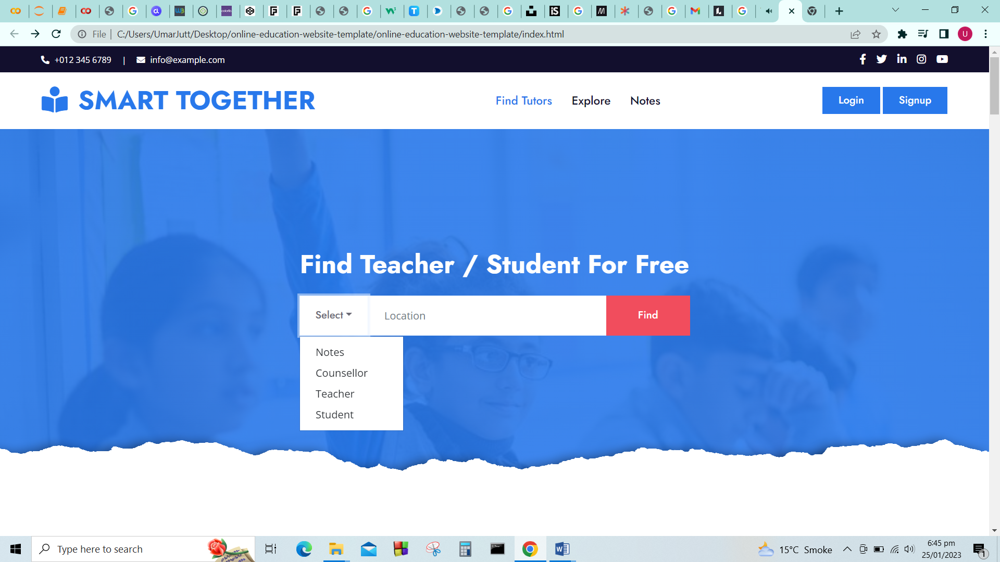 File | C:/Users/UmarJutt/Desktop/online-education-website-template/online-education-website-template/index.html
U
+012 345 6789 | info@example.com
SMART TOGETHER
Find Tutors Explore Notes
Login Signup
Find Teacher / Student For Free
Select Location Find
Notes
Counsellor
Teacher
Student
Type here to search
15°C Smoke
6:45 pm
25/01/2023
1